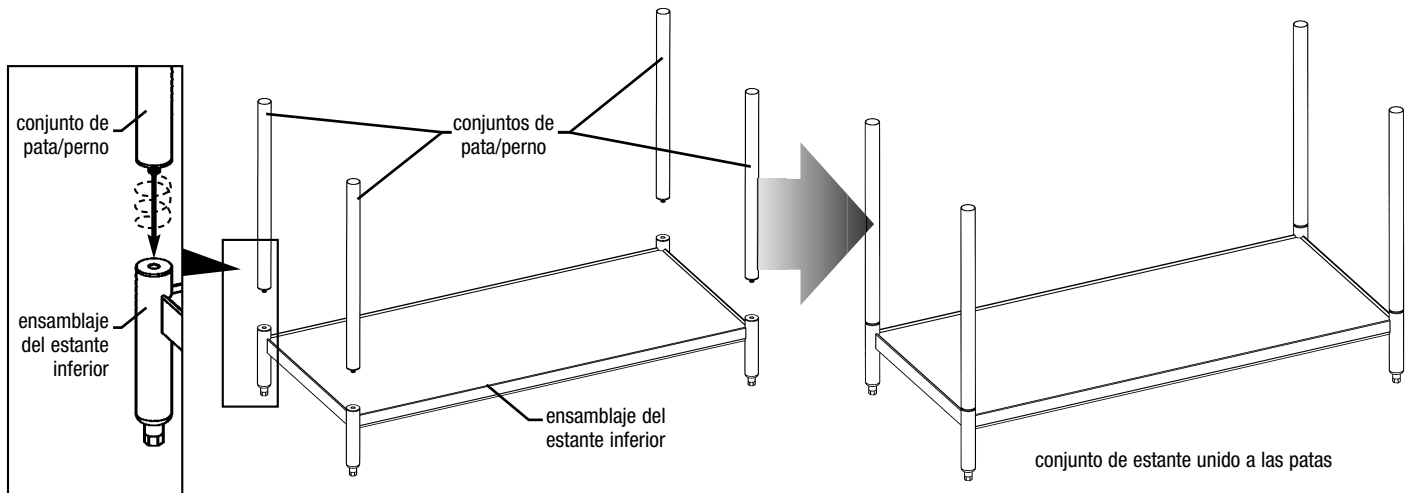 conjunto de
pata/perno
ensamblaje
del estante
inferior
conjuntos de
pata/perno
ensamblaje del
estante inferior
conjunto de estante unido a las patas